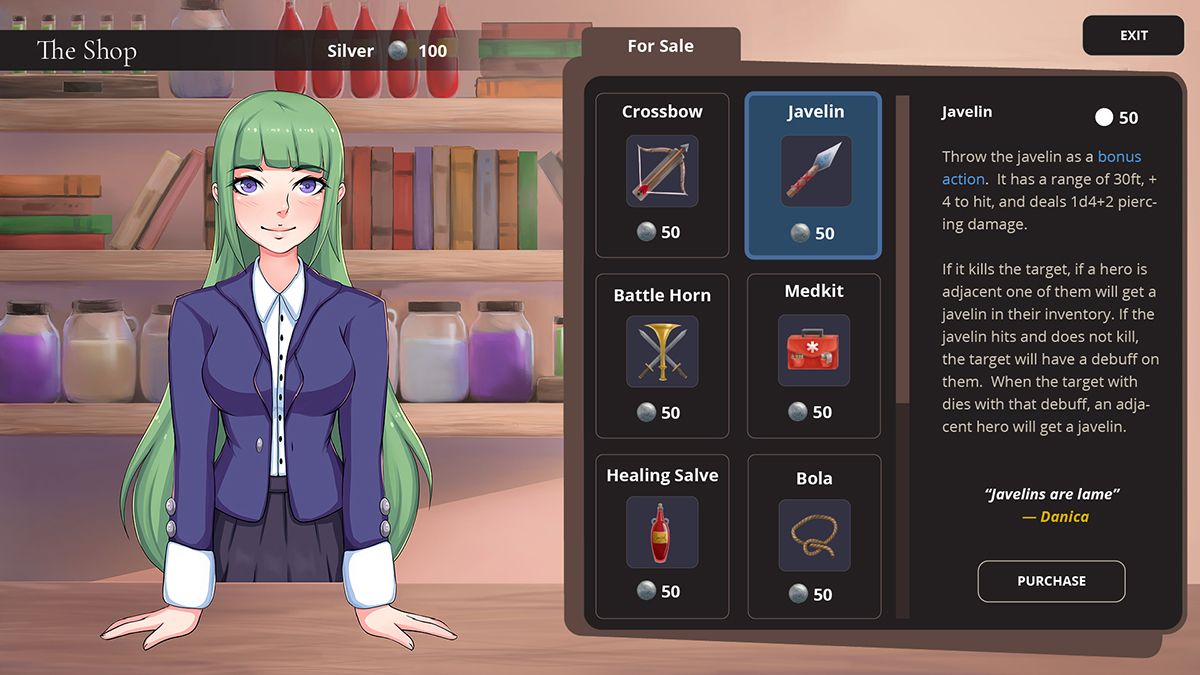 The Shop
Silver 100
For Sale
EXIT
Crossbow
50
Javelin
50
Battle Horn
50
Medkit
50
Healing Salve
50
Bola
50
Javelin
50
Throw the javelin as a bonus
action. It has a range of 30ft, +
4 to hit, and deals 1d4+2 pierc-
ing damage.
If it kills the target, if a hero is
adjacent one of them will get a
javelin in their inventory. If the
javelin hits and does not kill,
the target will have a debuff on
them. When the target with
dies with that debuff, an adja-
cent hero will get a javelin.
“Javelins are lame”
— Danica
PURCHASE